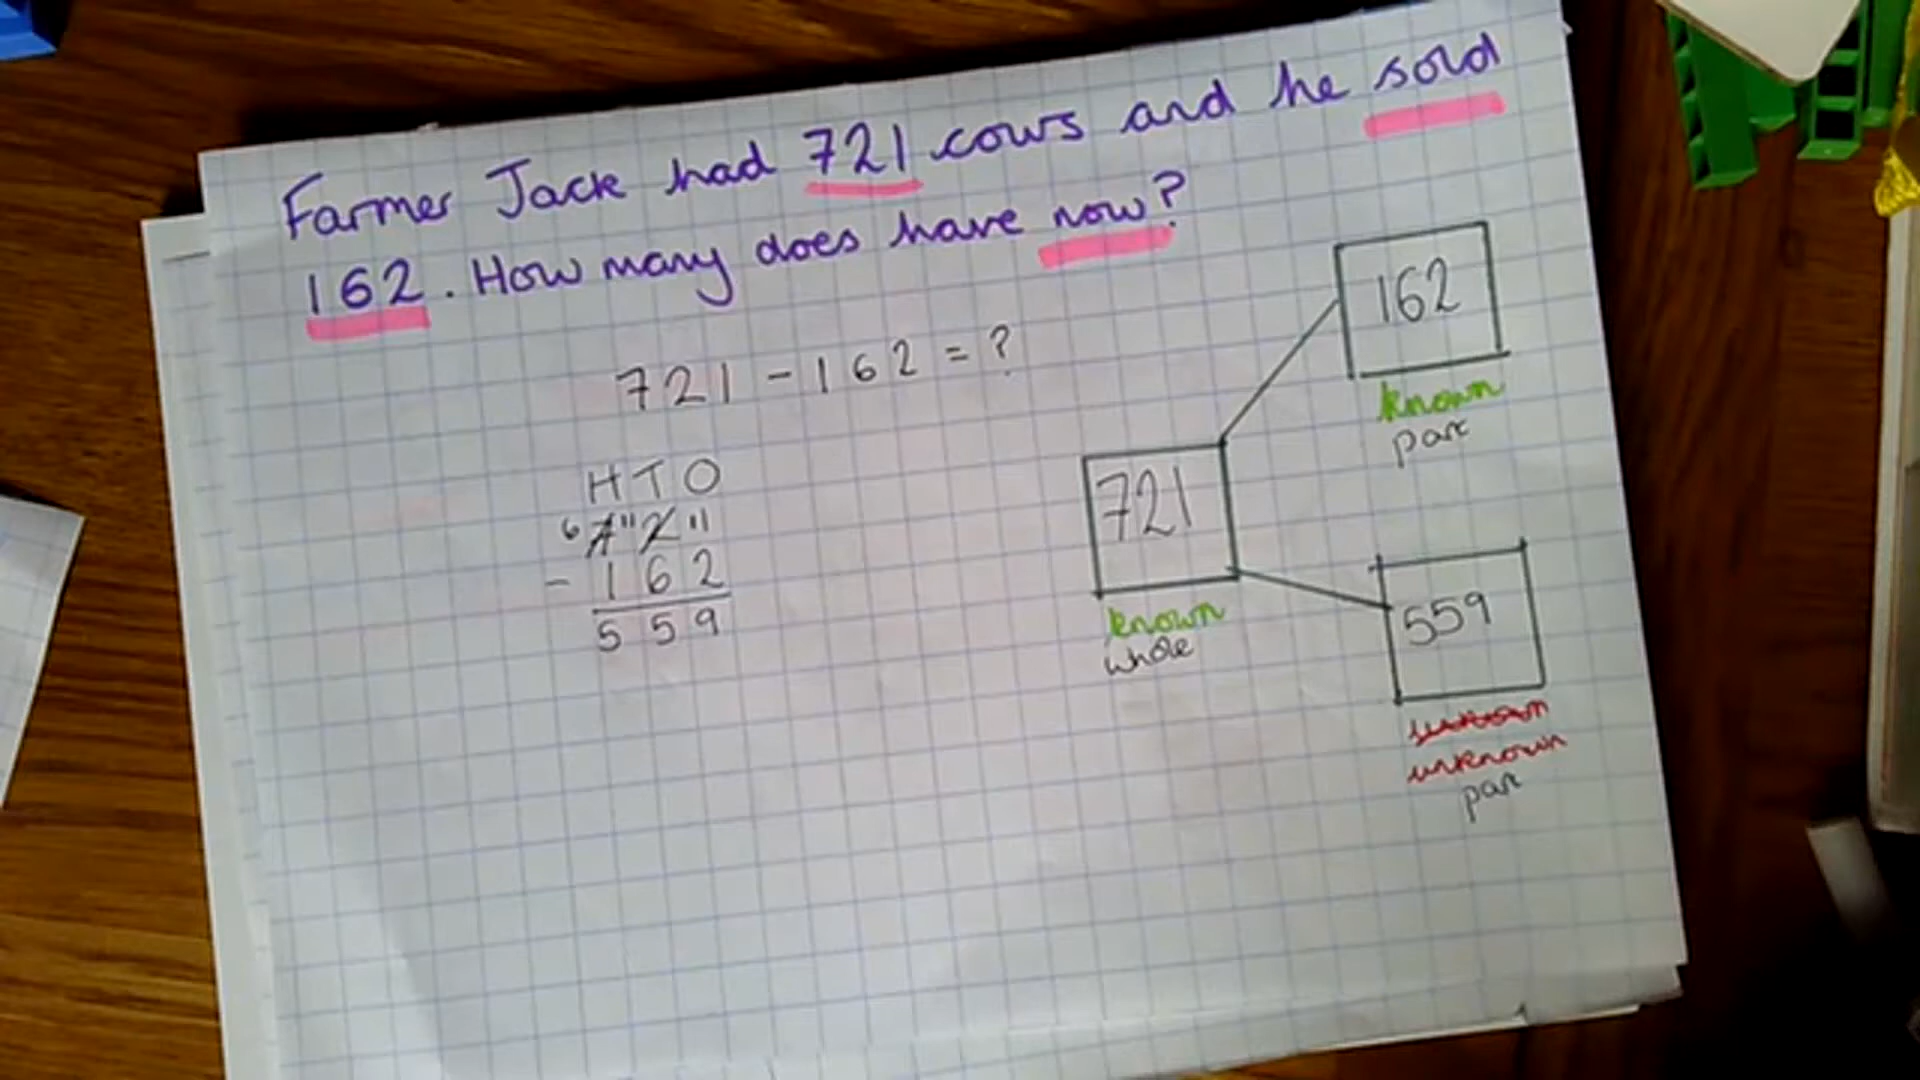 Farmer Jack had 721 cows and he sold
162. How many does have now?
721 - 162 = ?
H T O
6 7 11 2 11
- 1 6 2
5 5 9
162
known
part
721
known
whole
559
unknown
part